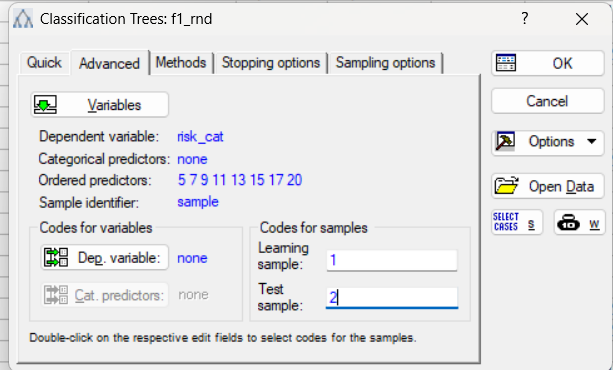 Classification Trees: f1_rnd
?
Quick
Advanced
Methods
Stopping options
Sampling options
Variables
Dependent variable: risk_cat
Categorical predictors: none
Ordered predictors: 5 7 9 11 13 15 17 20
Sample identifier: sample
Codes for variables
Dep. variable: none
Cat. predictors: none
Codes for samples
Learning
sample: 1
Test
sample: 2
Double-click on the respective edit fields to select codes for the samples.
OK
Cancel
Options
Open Data
SELECT
CASES S
W